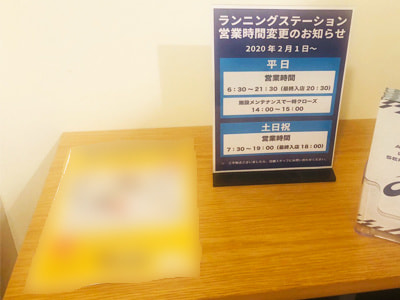 ランニングステーション
営業時間変更のお知らせ
2020年2月1日〜
平日
営業時間
6:30〜21:30(最終入店20:30)
施設メンテナンスで一時クローズ
14:00〜15:00
土日祝
営業時間
7:30〜19:00(最終入店18:00)